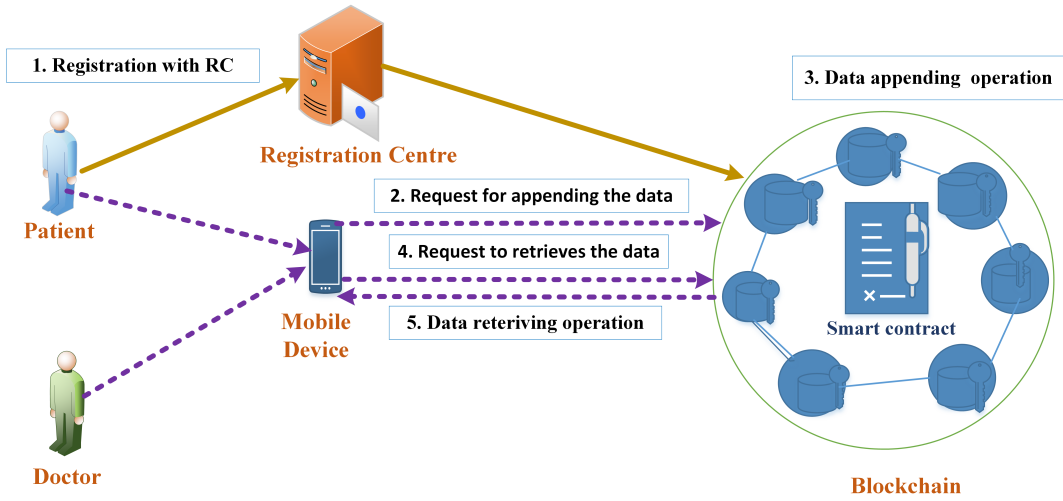 1. Registration with RC
3. Data appending operation
Registration Centre
2. Request for appending the data
Patient
4. Request to retrieves the data
Mobile
Device
5. Data reteriving operation
Smart contract
Doctor
Blockchain